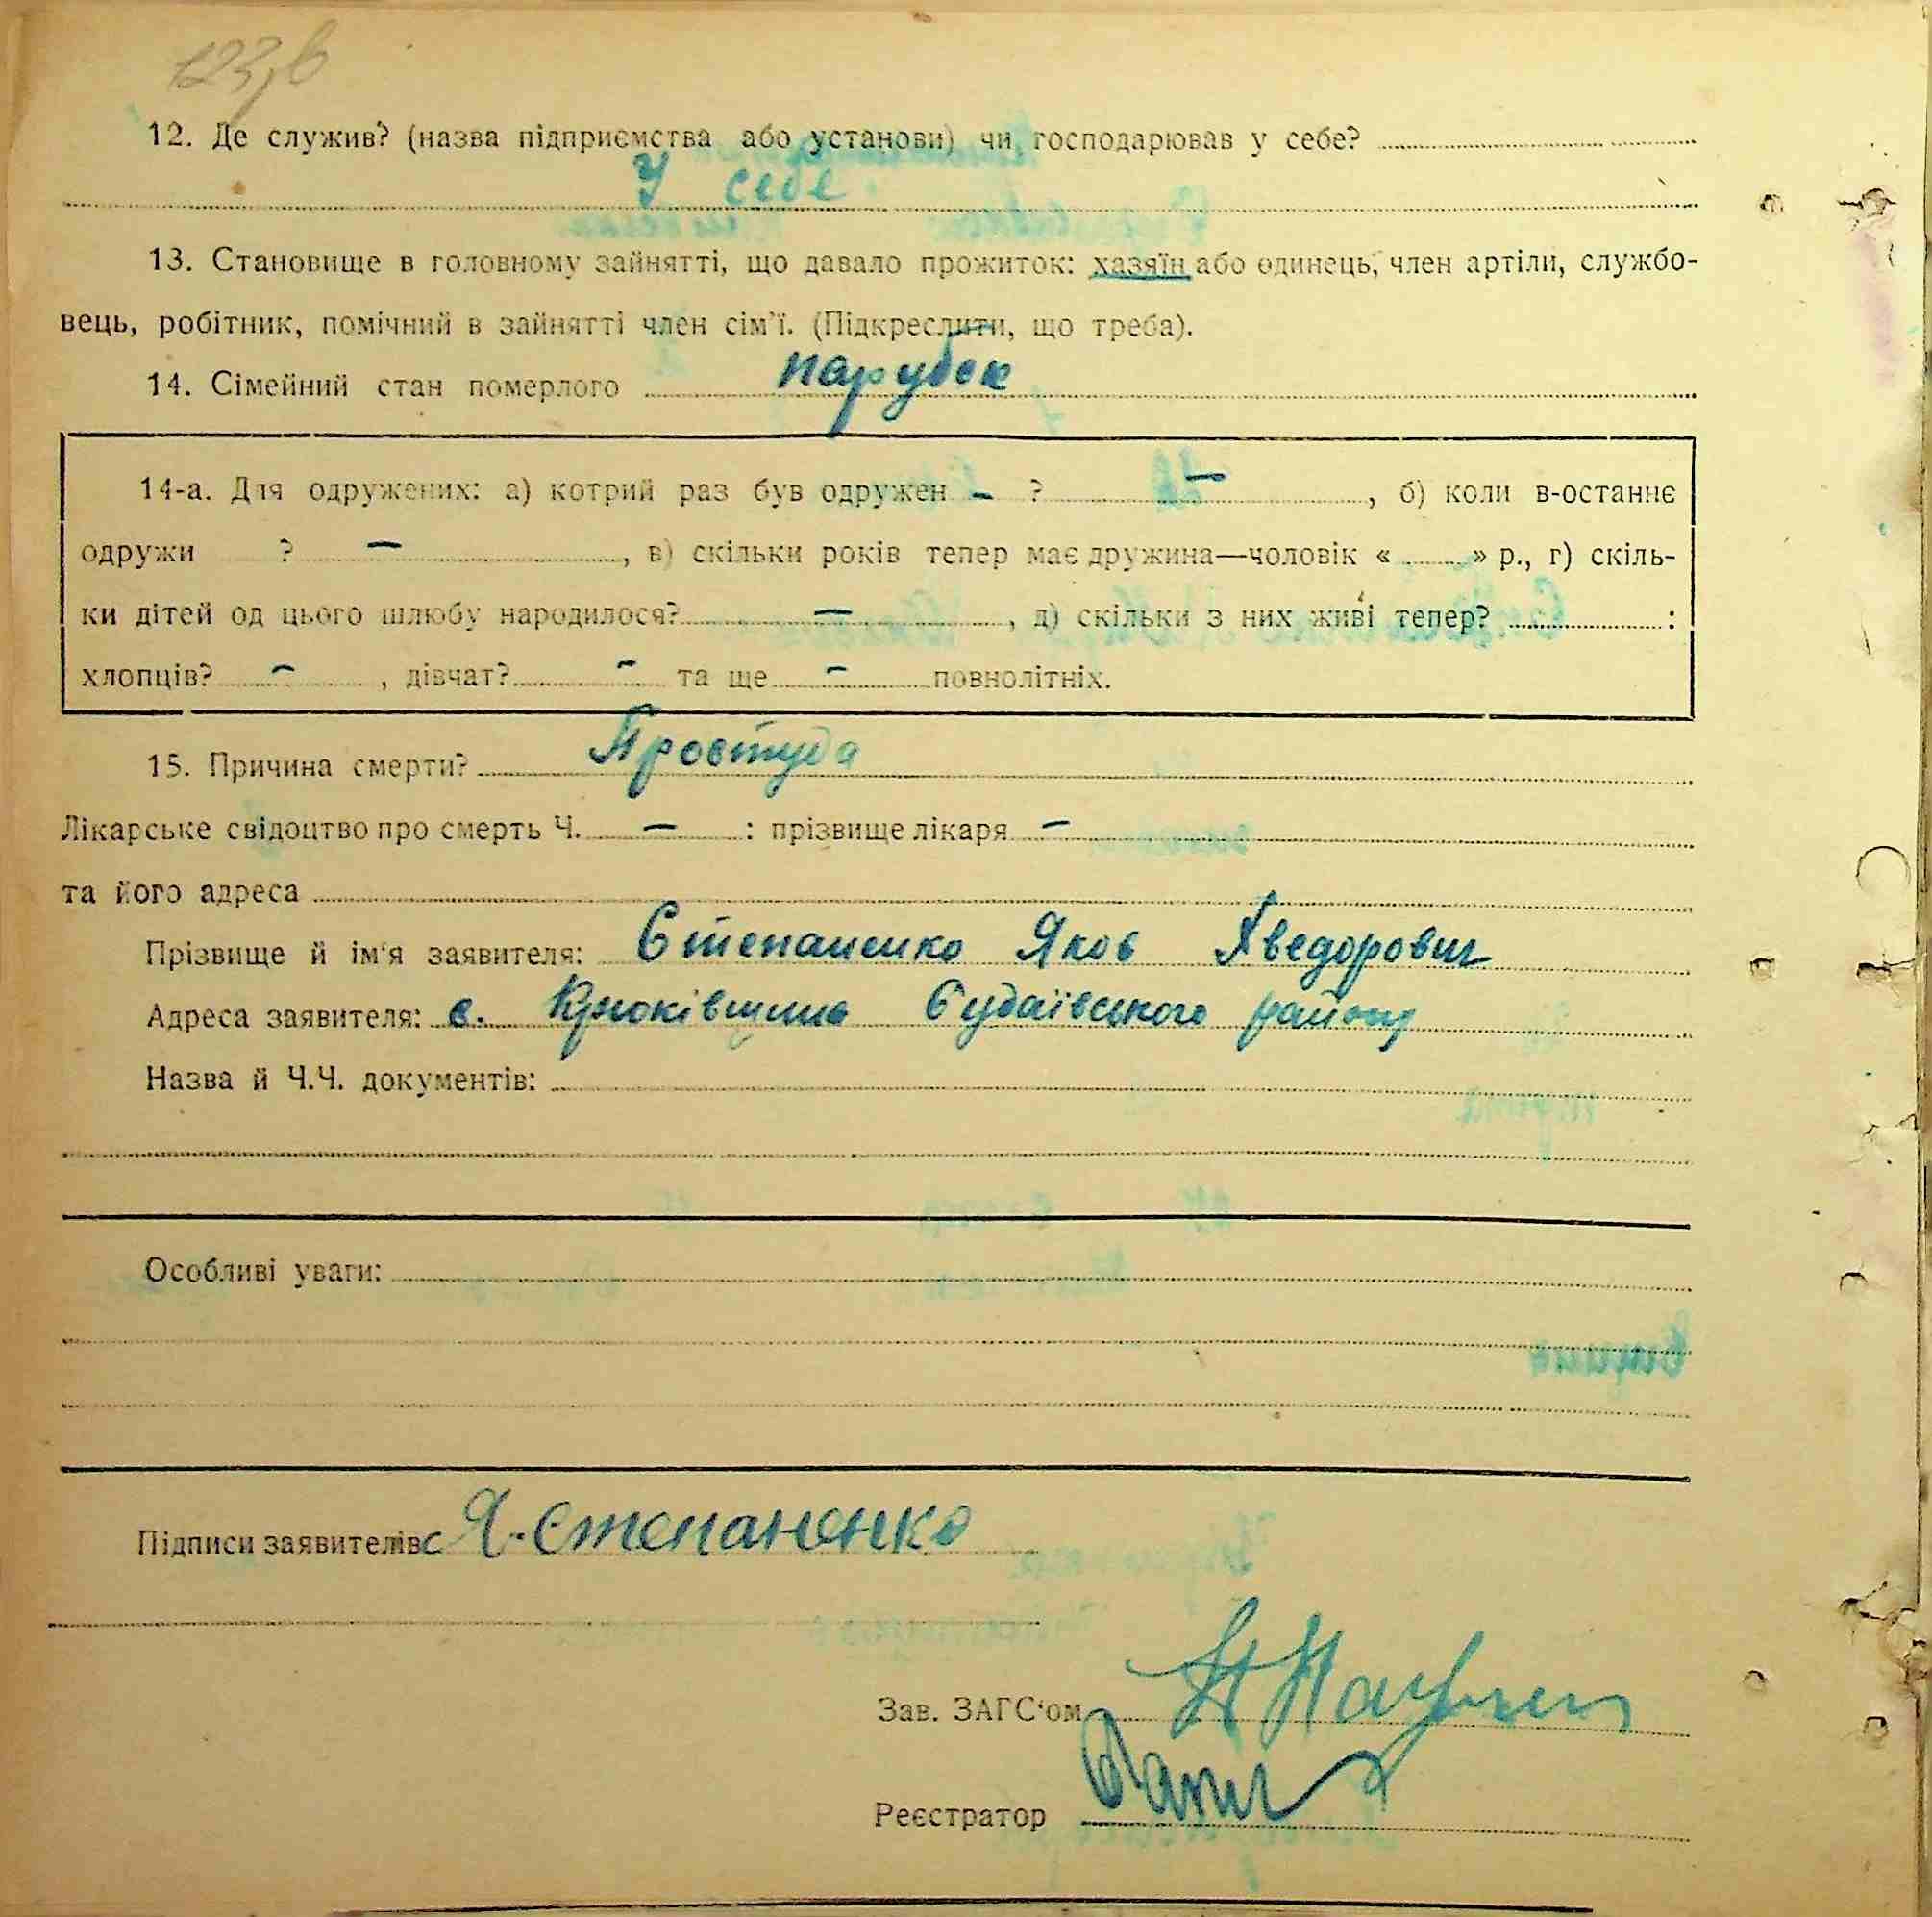 123,в
12. Де служив? (назва підприємства або установи) чи господарював у себе?
У себе
13. Становище в головному зайнятті, що давало прожиток: хазяїн або одинець, член артіли, службо-
вець, робітник, помічний в зайнятті член сім'ї. (Підкреслити, що треба).
14. Сімейний стан померлого парубок
14-а. Для одружених: а) котрий раз був одружен – ? –, б) коли в-останнє
одружи ? –, в) скільки років тепер має дружина—чоловік « » р., г) скіль-
ки дітей од цього шлюбу народилося? –, д) скільки з них живі тепер? :
хлопців? –, дівчат? – та ще – повнолітніх.
15. Причина смерти? Простуда
Лікарське свідоцтво про смерть Ч. – : прізвище лікаря –
та його адреса
Прізвище й ім'я заявителя: Степаненко Яков Хведорович
Адреса заявителя: с. Крюківщина Будаївського району
Назва й Ч.Ч. документів:
Особливі уваги:
Підписи заявителів Я. Степаненко
Зав. ЗАГС'ом
Реєстратор